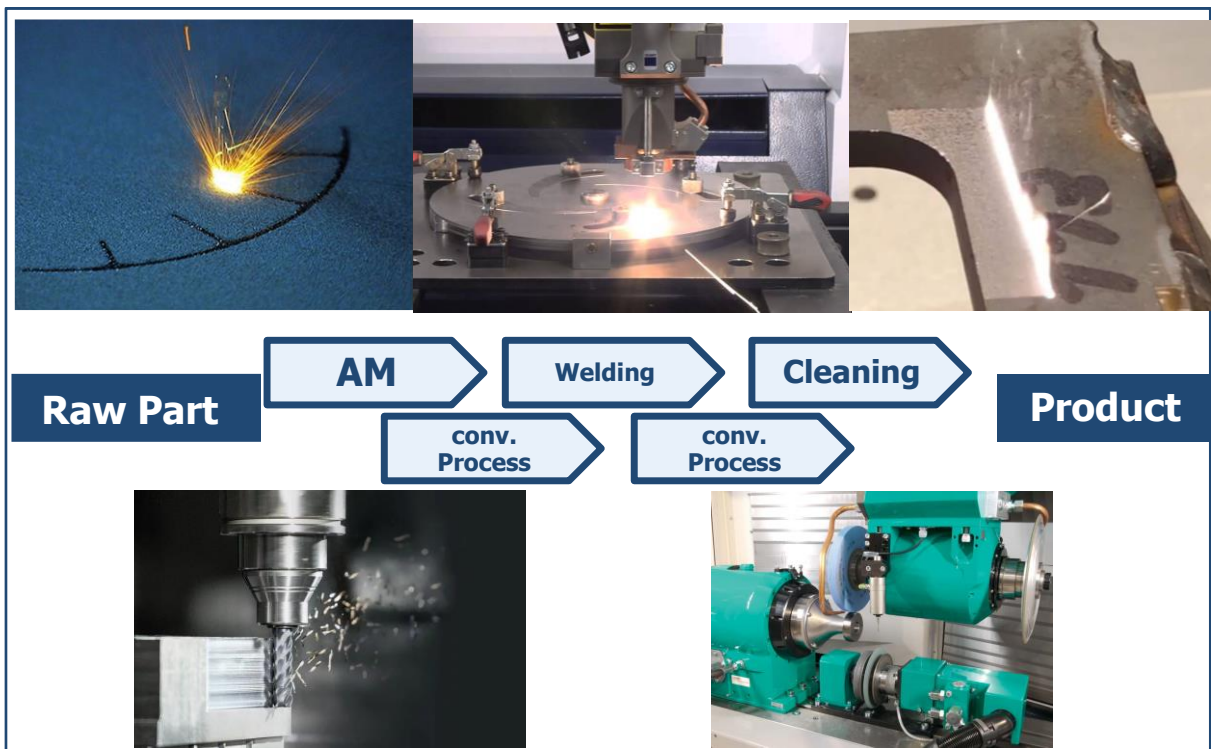 AM
Welding
Cleaning
Raw Part
Product
conv.
Process
conv.
Process